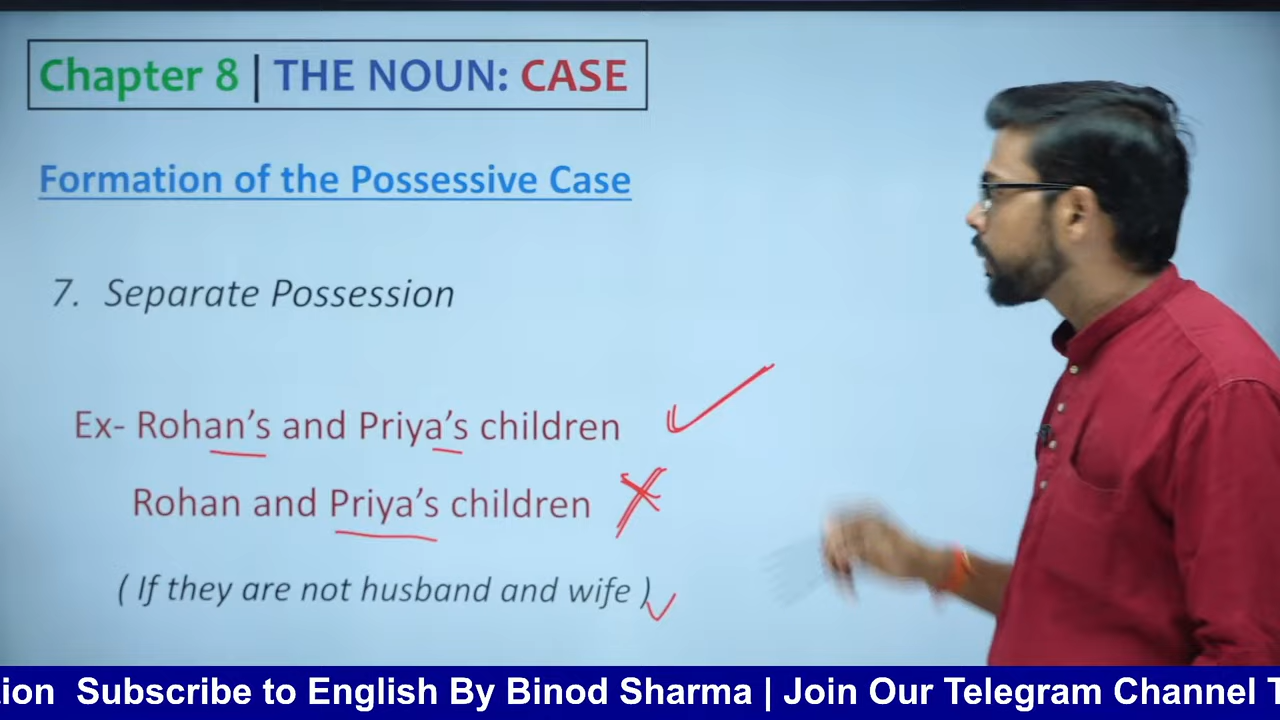 Chapter 8 | THE NOUN: CASE
Formation of the Possessive Case
7. Separate Possession
Ex- Rohan's and Priya's children
Rohan and Priya's children
( If they are not husband and wife )
Subscribe to English By Binod Sharma | Join Our Telegram Channel